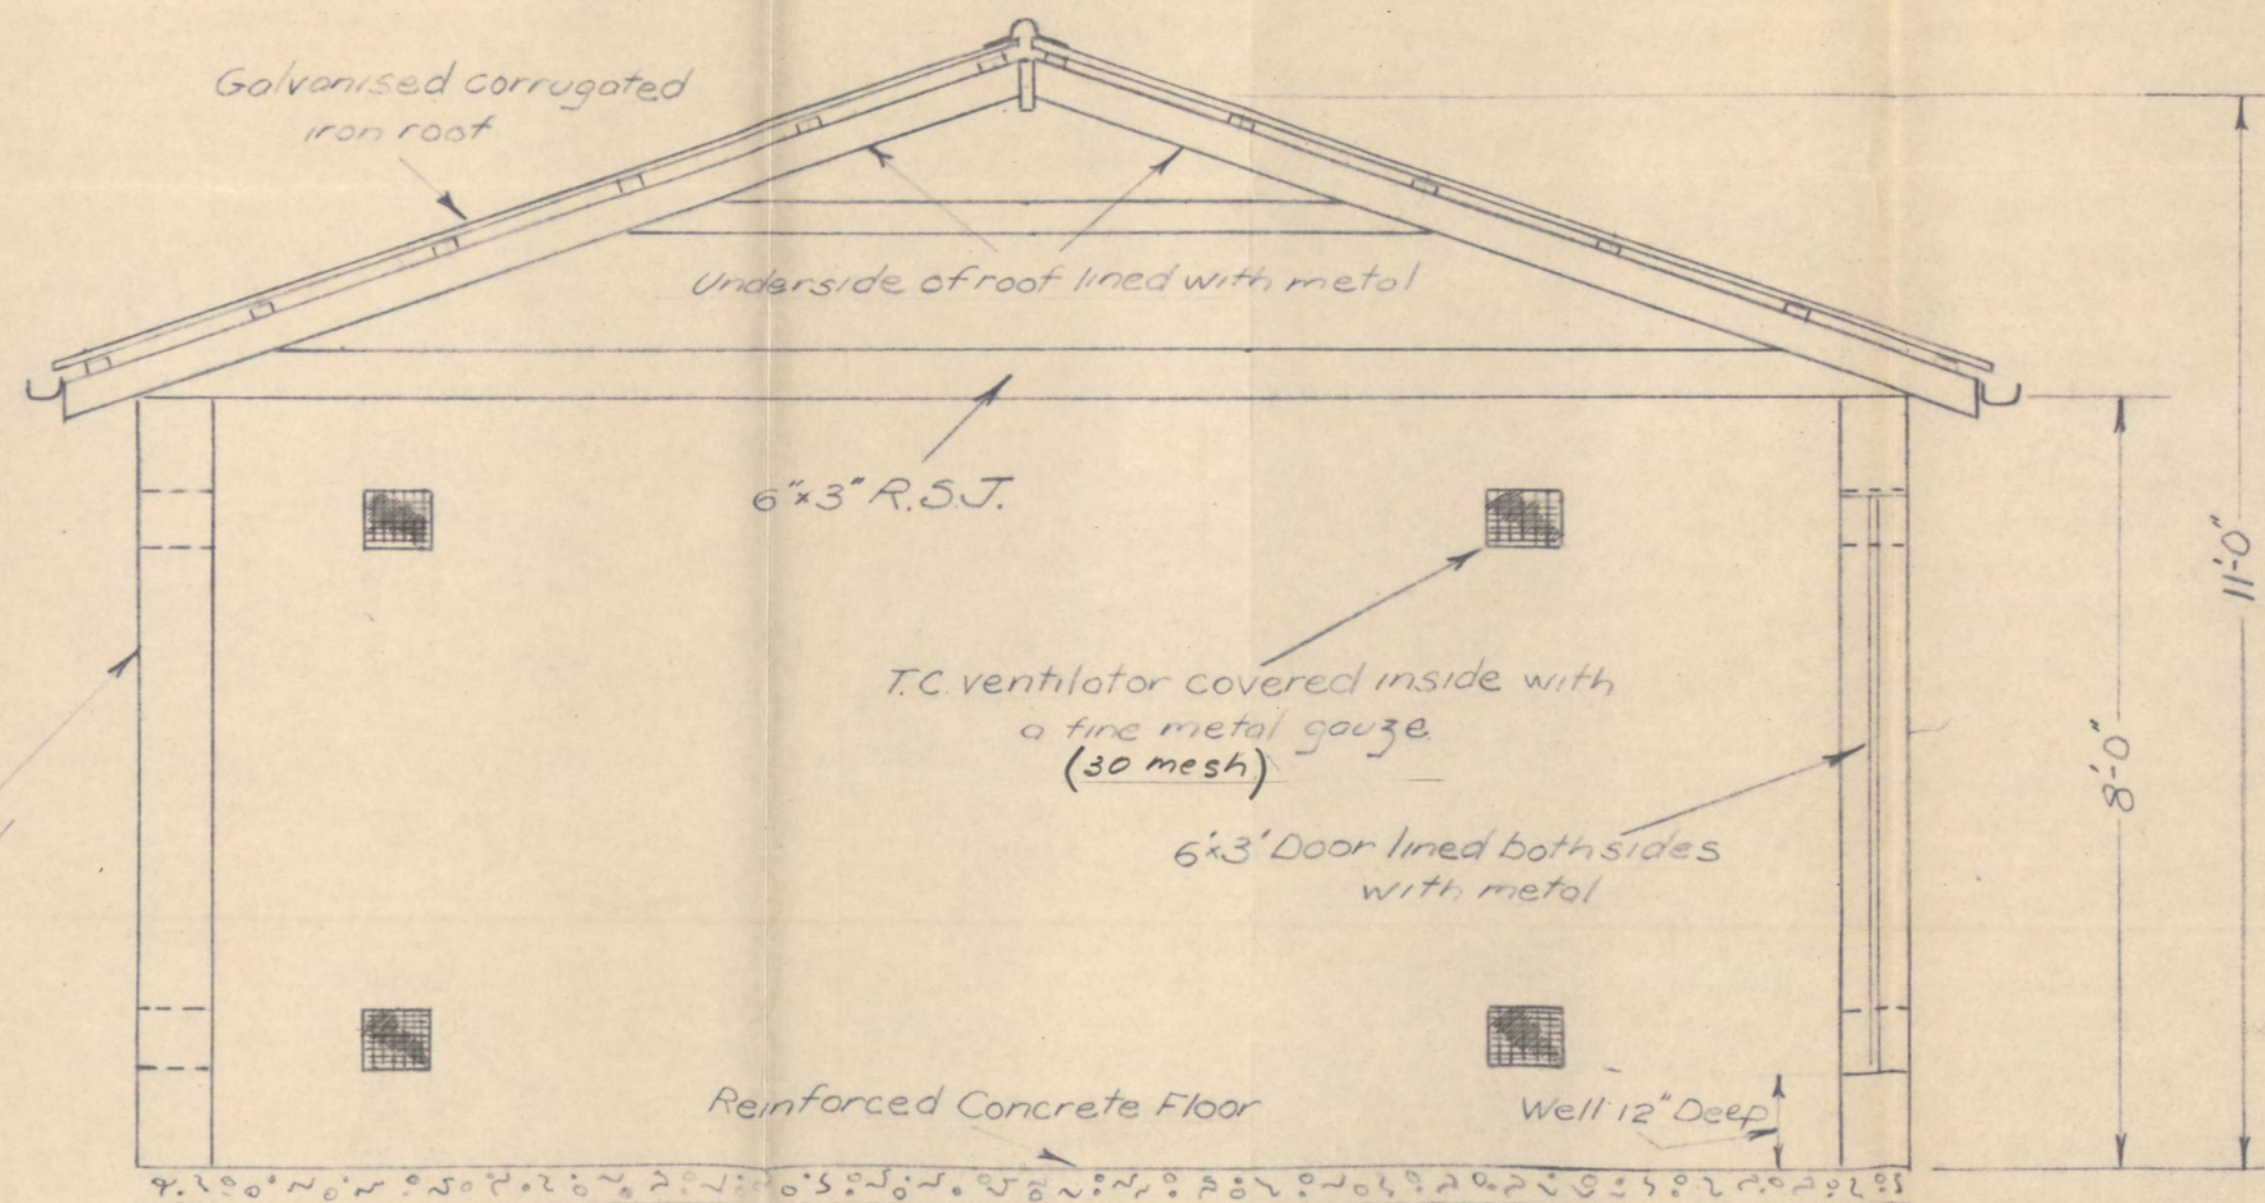 Galvanised corrugated
iron roof
Underside of roof lined with metal
6"x3" R.S.J.
T.C. ventilator covered inside with
a fine metal gauze.
(30 mesh)
6'x3' Door lined both sides
with metal
Reinforced Concrete Floor
Well 12" Deep
8'-0"
11'-0"